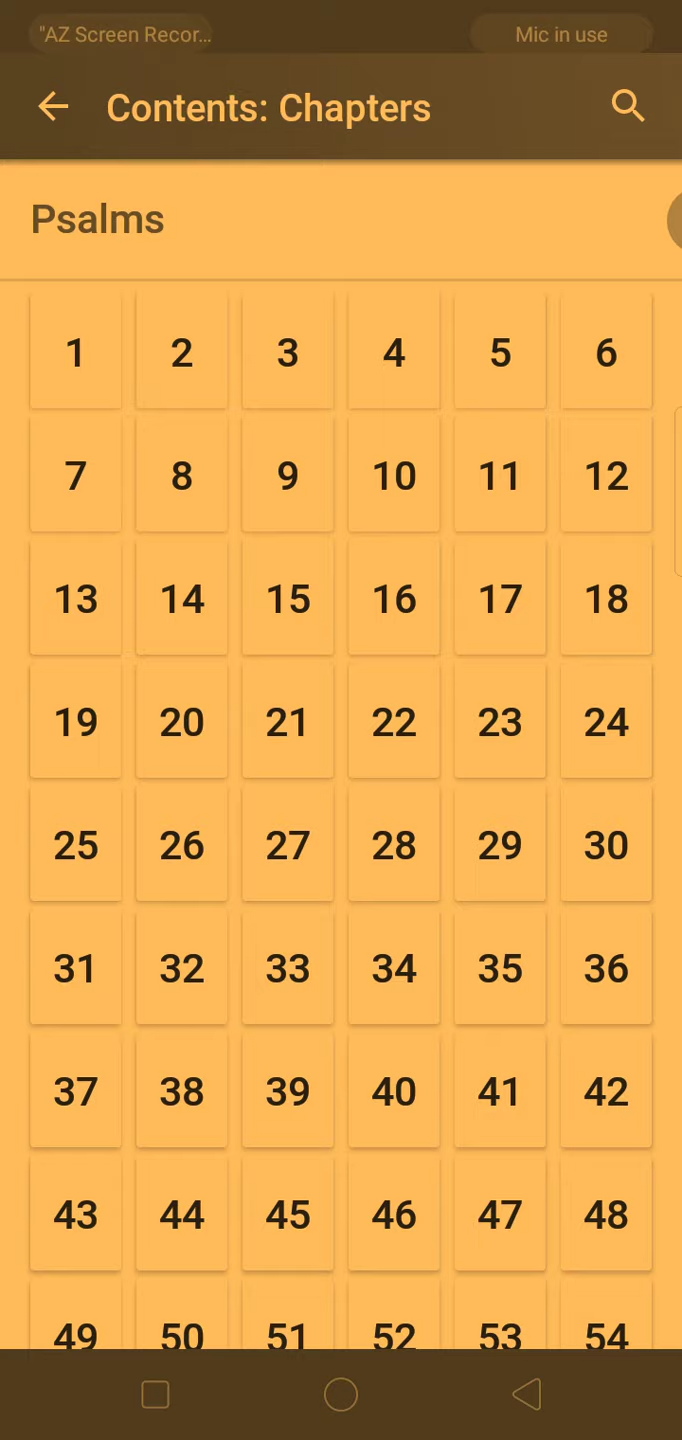 "AZ Screen Recor... Mic in use
Contents: Chapters
Psalms
1 2 3 4 5 6
7 8 9 10 11 12
13 14 15 16 17 18
19 20 21 22 23 24
25 26 27 28 29 30
31 32 33 34 35 36
37 38 39 40 41 42
43 44 45 46 47 48
49 50 51 52 53 54